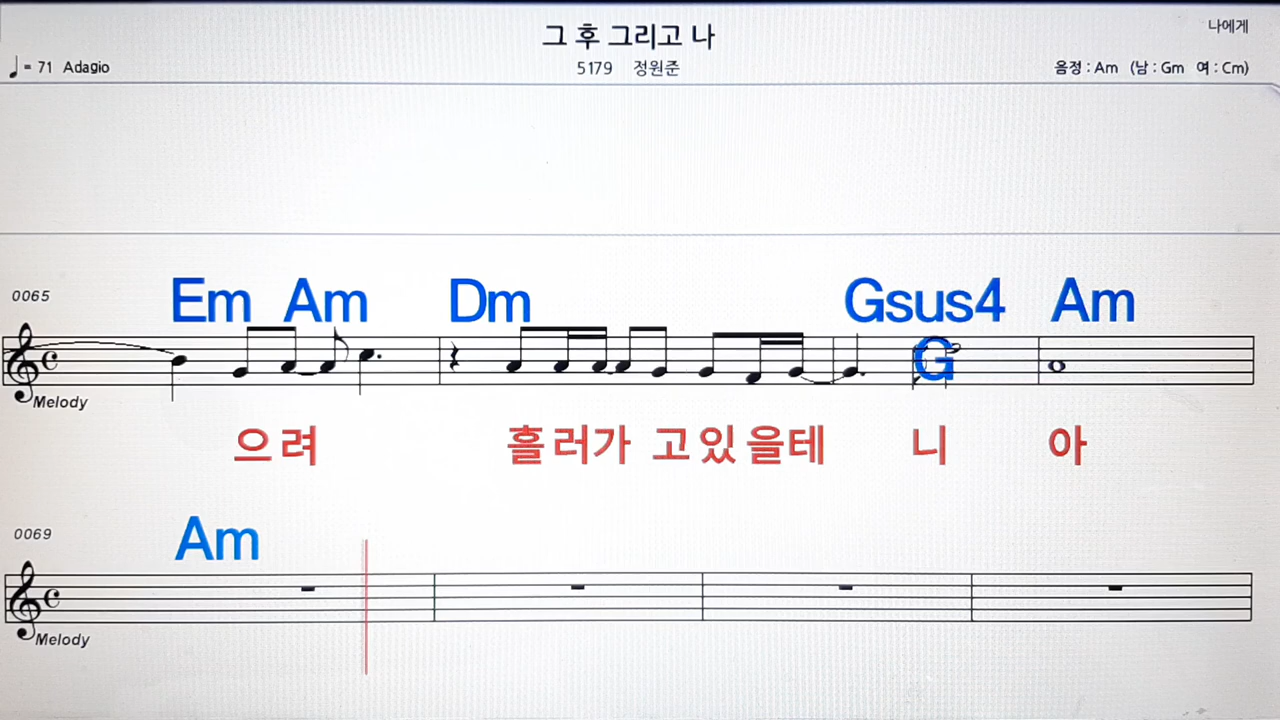 그 후 그리고 나
나에게
♩= 71 Adagio
5179 정원준
음정 : Am (남 : Gm 여 : Cm)
0065
Em Am Dm Gsus4 Am
G
Melody
으려 흘러가 고있을테 니 아
0069
Am
Melody